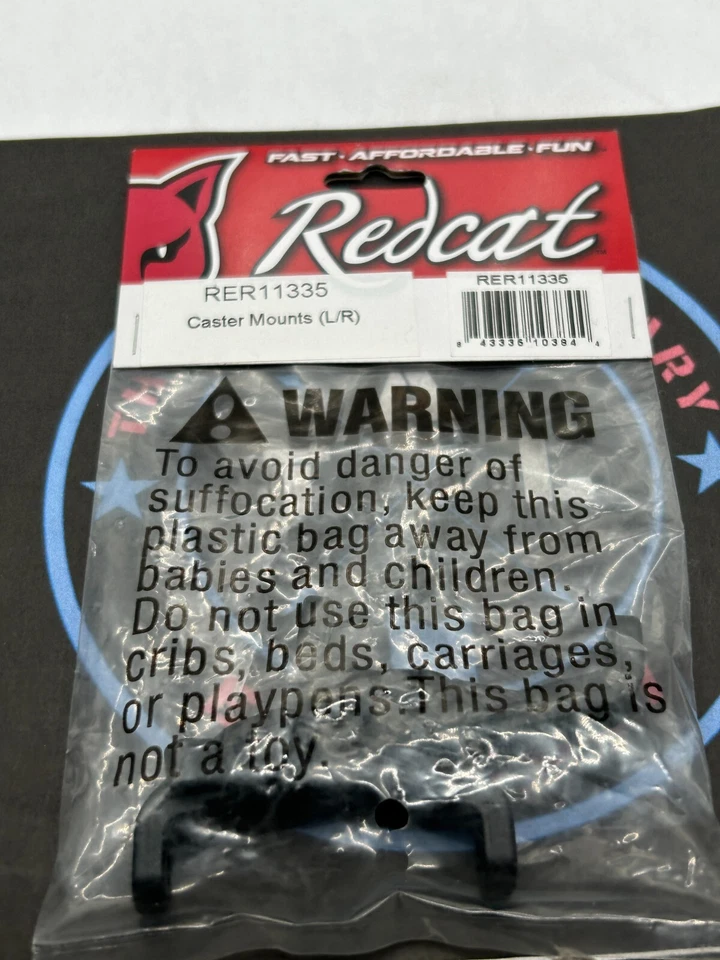 FAST · AFFORDABLE · FUN
Redcat
RER11335
Caster Mounts (L/R)
RER11335
8 43335 10394 4
WARNING
To avoid danger of
suffocation, keep this
plastic bag away from
babies and children.
Do not use this bag in
cribs, beds, carriages,
or playpens.This bag is
not a toy.
ARY